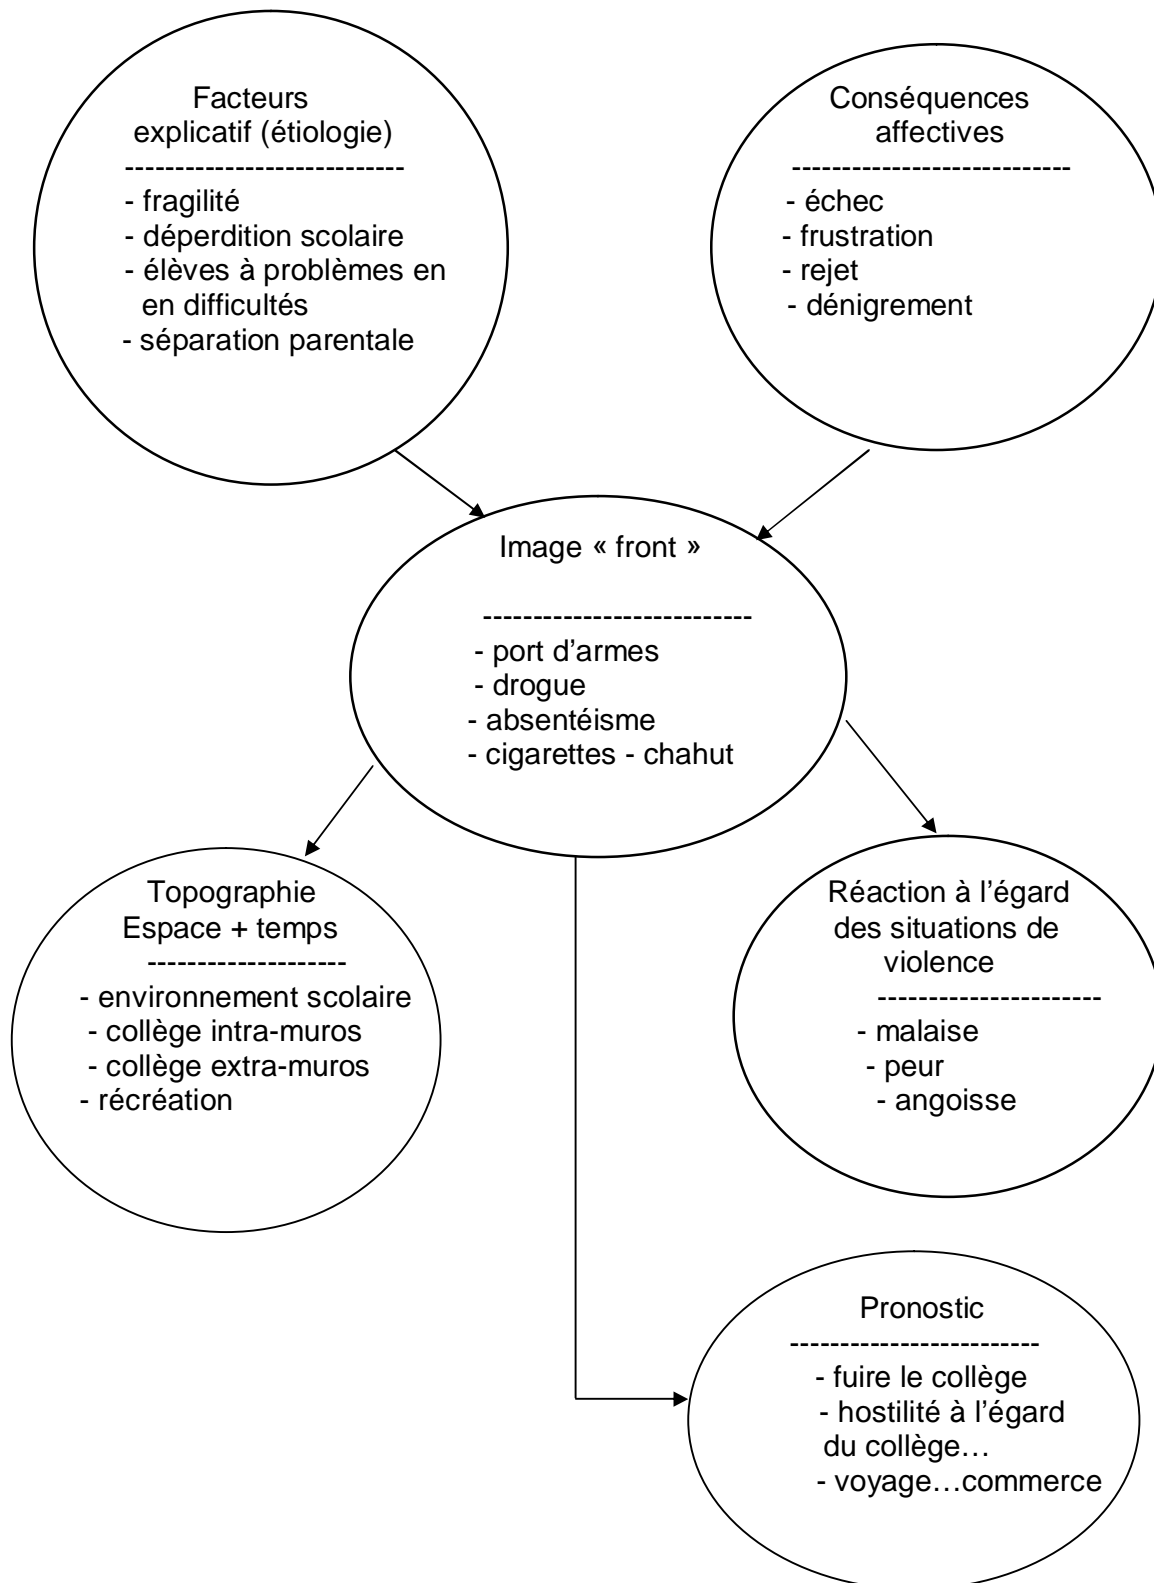 Facteurs
explicatif (étiologie)
----------------------------
- fragilité
- déperdition scolaire
- élèves à problèmes en
en difficultés
- séparation parentale
Conséquences
affectives
----------------------------
- échec
- frustration
- rejet
- dénigrement
Image « front »
---------------------------
- port d’armes
- drogue
- absentéisme
- cigarettes - chahut
Topographie
Espace + temps
--------------------
- environnement scolaire
- collège intra-muros
- collège extra-muros
- récréation
Réaction à l’égard
des situations de
violence
----------------------
- malaise
- peur
- angoisse
Pronostic
-------------------------
- fuire le collège
- hostilité à l’égard
du collège…
- voyage…commerce